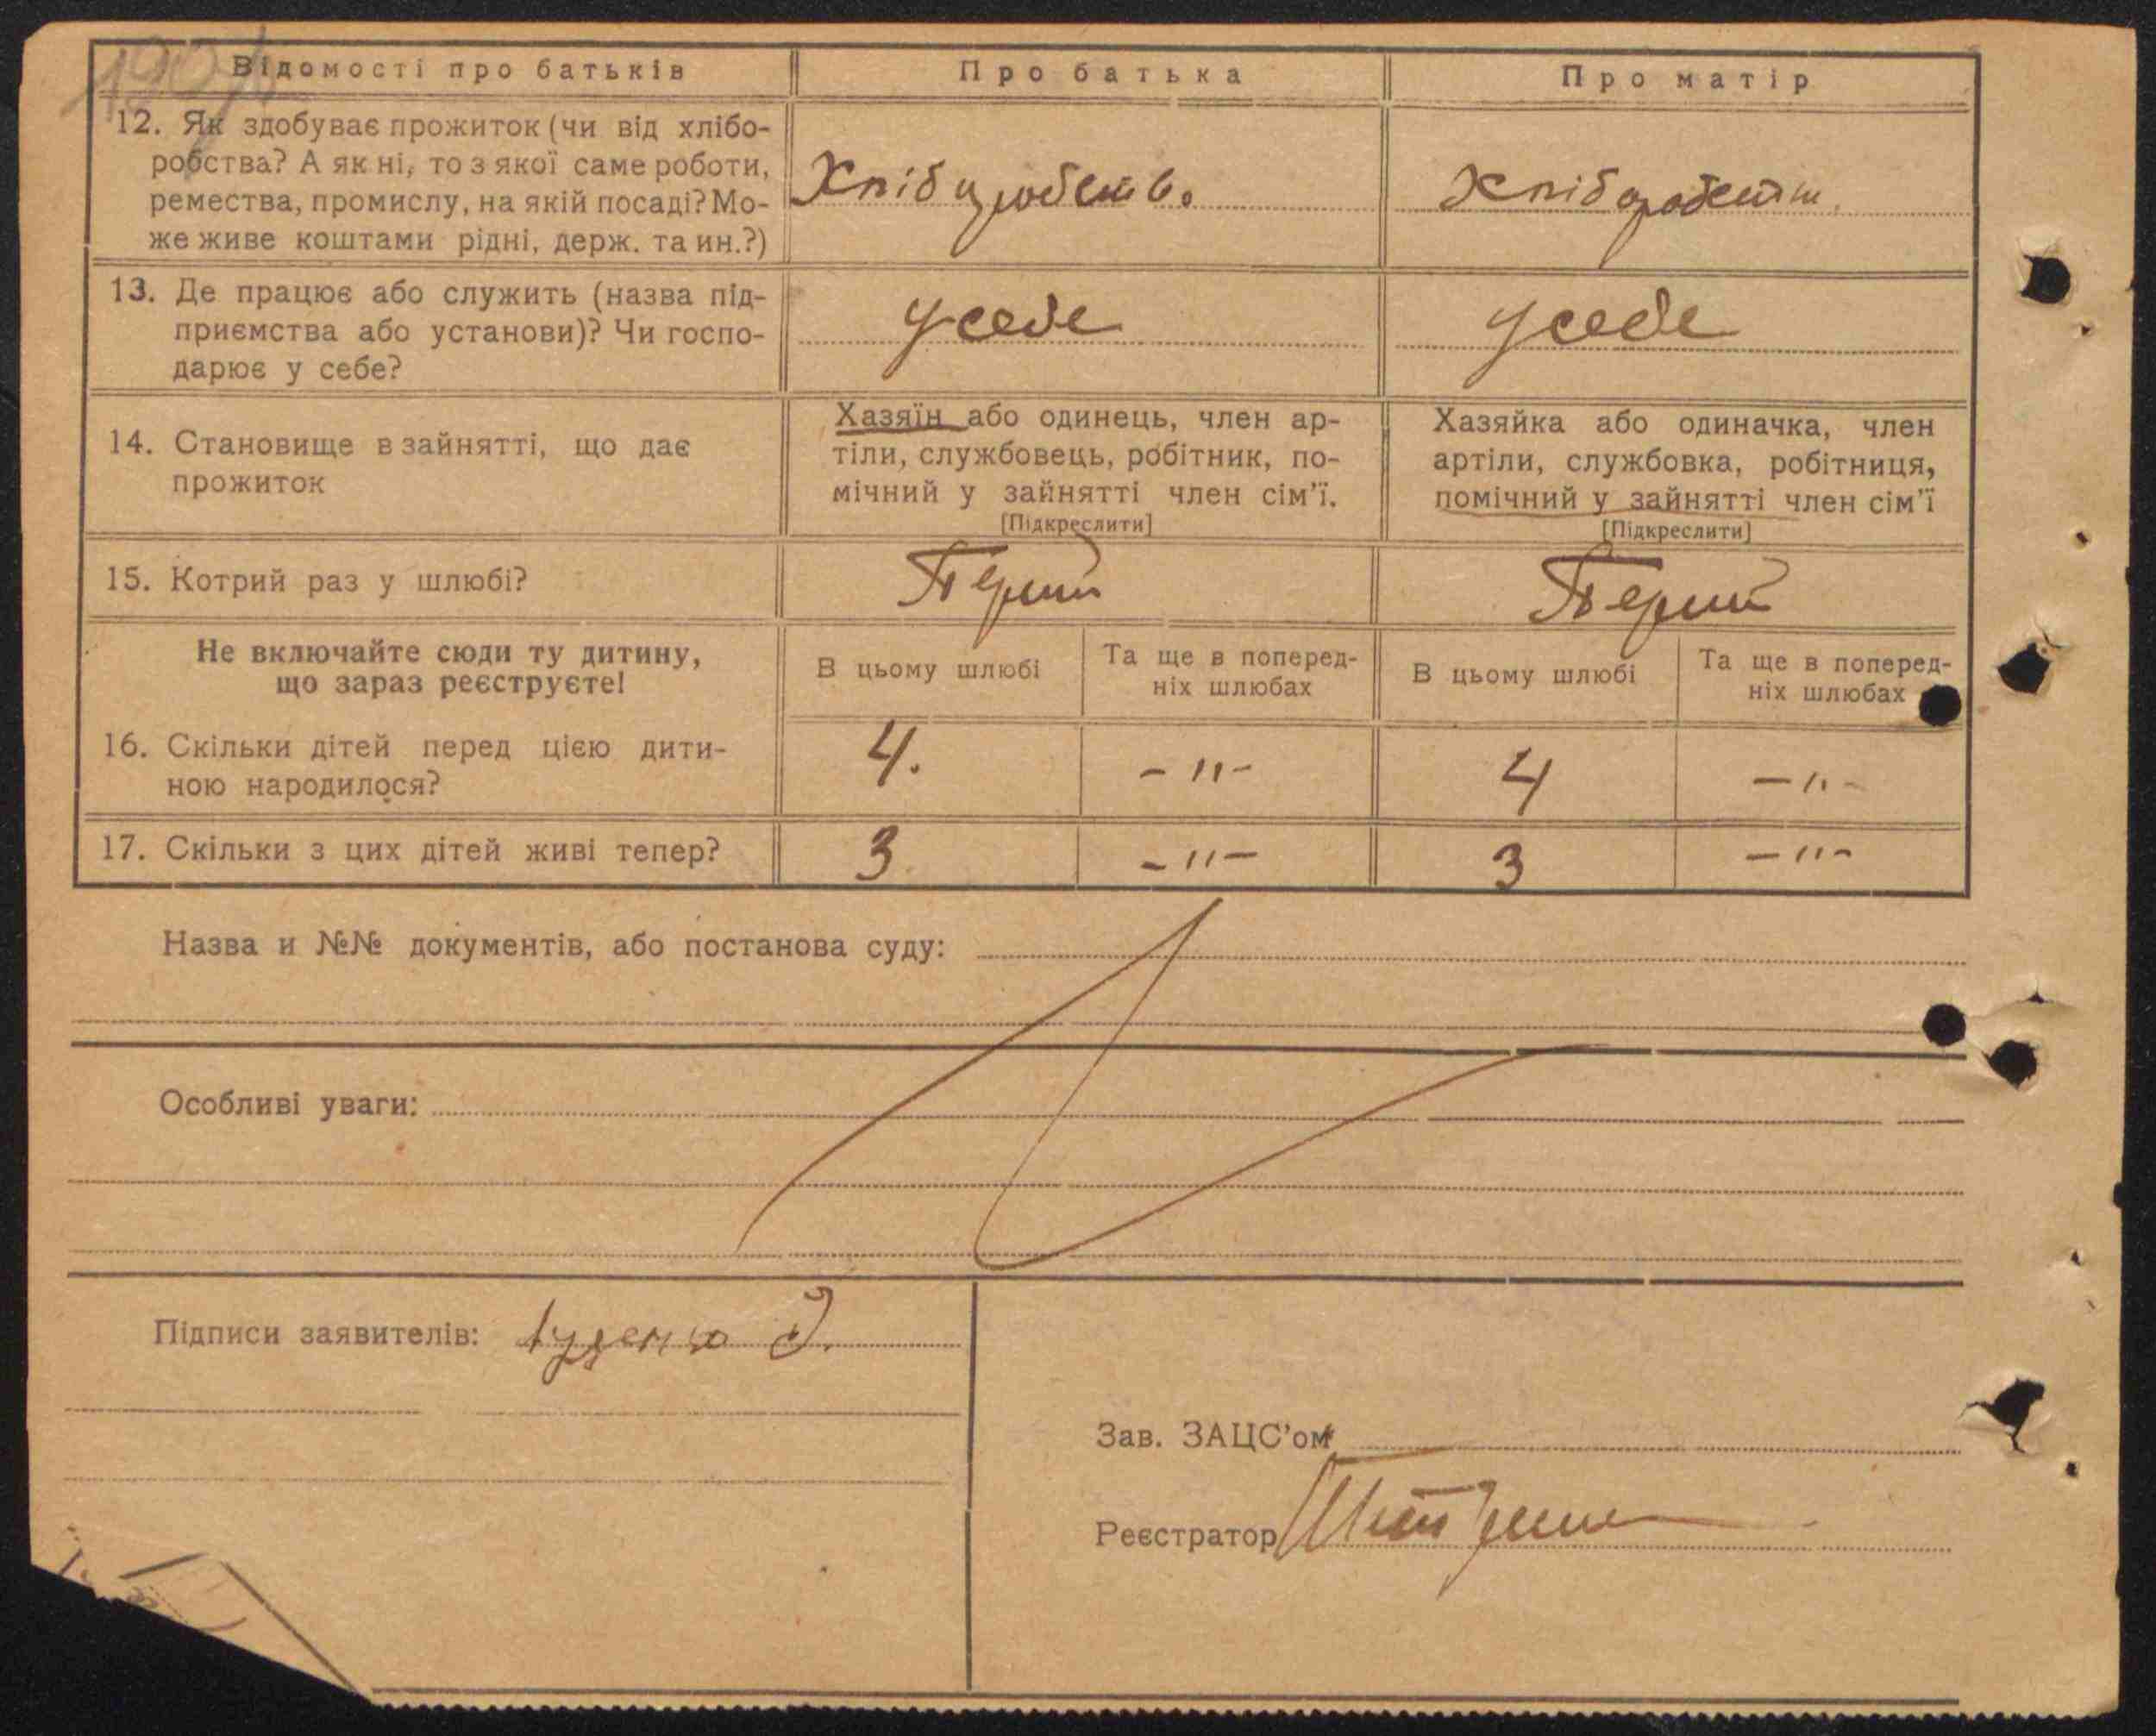 Відомості про батьків
Про батька
Про матір
12. Як здобуває прожиток (чи від хлібо-
робства? А як ні, то з якої саме роботи,
ремества, промислу, на якій посаді? Мо-
же живе коштами рідні, держ. та ин.?)
13. Де працює або служить (назва під-
приємства або установи)? Чи госпо-
дарює у себе?
у себе
у себе
14. Становище в зайнятті, що дає
прожиток
Хазяїн або одинець, член ар-
тіли, службовець, робітник, по-
мічний у зайнятті член сім'ї.
[Підкреслити]
Хазяйка або одиначка, член
артіли, службовка, робітниця,
помічний у зайнятті член сім'ї
[Підкреслити]
15. Котрий раз у шлюбі?
Перший
Перший
Не включайте сюди ту дитину,
що зараз реєструєте!
В цьому шлюбі
Та ще в поперед-
ніх шлюбах
В цьому шлюбі
Та ще в поперед-
ніх шлюбах
16. Скільки дітей перед цією дити-
ною народилося?
4.
- " -
4
- " -
17. Скільки з цих дітей живі тепер?
3
- " -
3
- " -
Назва и №№ документів, або постанова суду:
Особливі уваги:
Підписи заявителів:
Зав. ЗАЦС'ом
Реєстратор